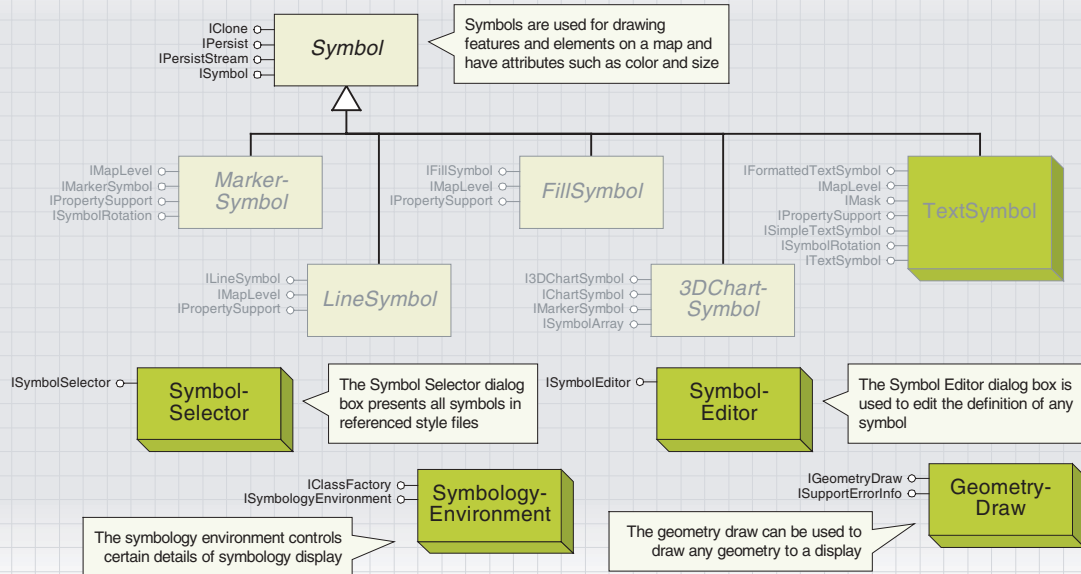 IClone
IPersist
IPersistStream
ISymbol
Symbol
Symbols are used for drawing
features and elements on a map and
have attributes such as color and size
IMapLevel
IMarkerSymbol
IPropertySupport
ISymbolRotation
Marker-
Symbol
IFillSymbol
IMapLevel
IPropertySupport
FillSymbol
IFormattedTextSymbol
IMapLevel
IMask
IPropertySupport
ISimpleTextSymbol
ISymbolRotation
ITextSymbol
TextSymbol
ILineSymbol
IMapLevel
IPropertySupport
LineSymbol
I3DChartSymbol
IChartSymbol
IMarkerSymbol
ISymbolArray
3DChart-
Symbol
ISymbolSelector
Symbol-
Selector
The Symbol Selector dialog
box presents all symbols in
referenced style files
ISymbolEditor
Symbol-
Editor
The Symbol Editor dialog box is
used to edit the definition of any
symbol
IClassFactory
ISymbologyEnvironment
Symbology-
Environment
The symbology environment controls
certain details of symbology display
IGeometryDraw
ISupportErrorInfo
Geometry-
Draw
The geometry draw can be used to
draw any geometry to a display